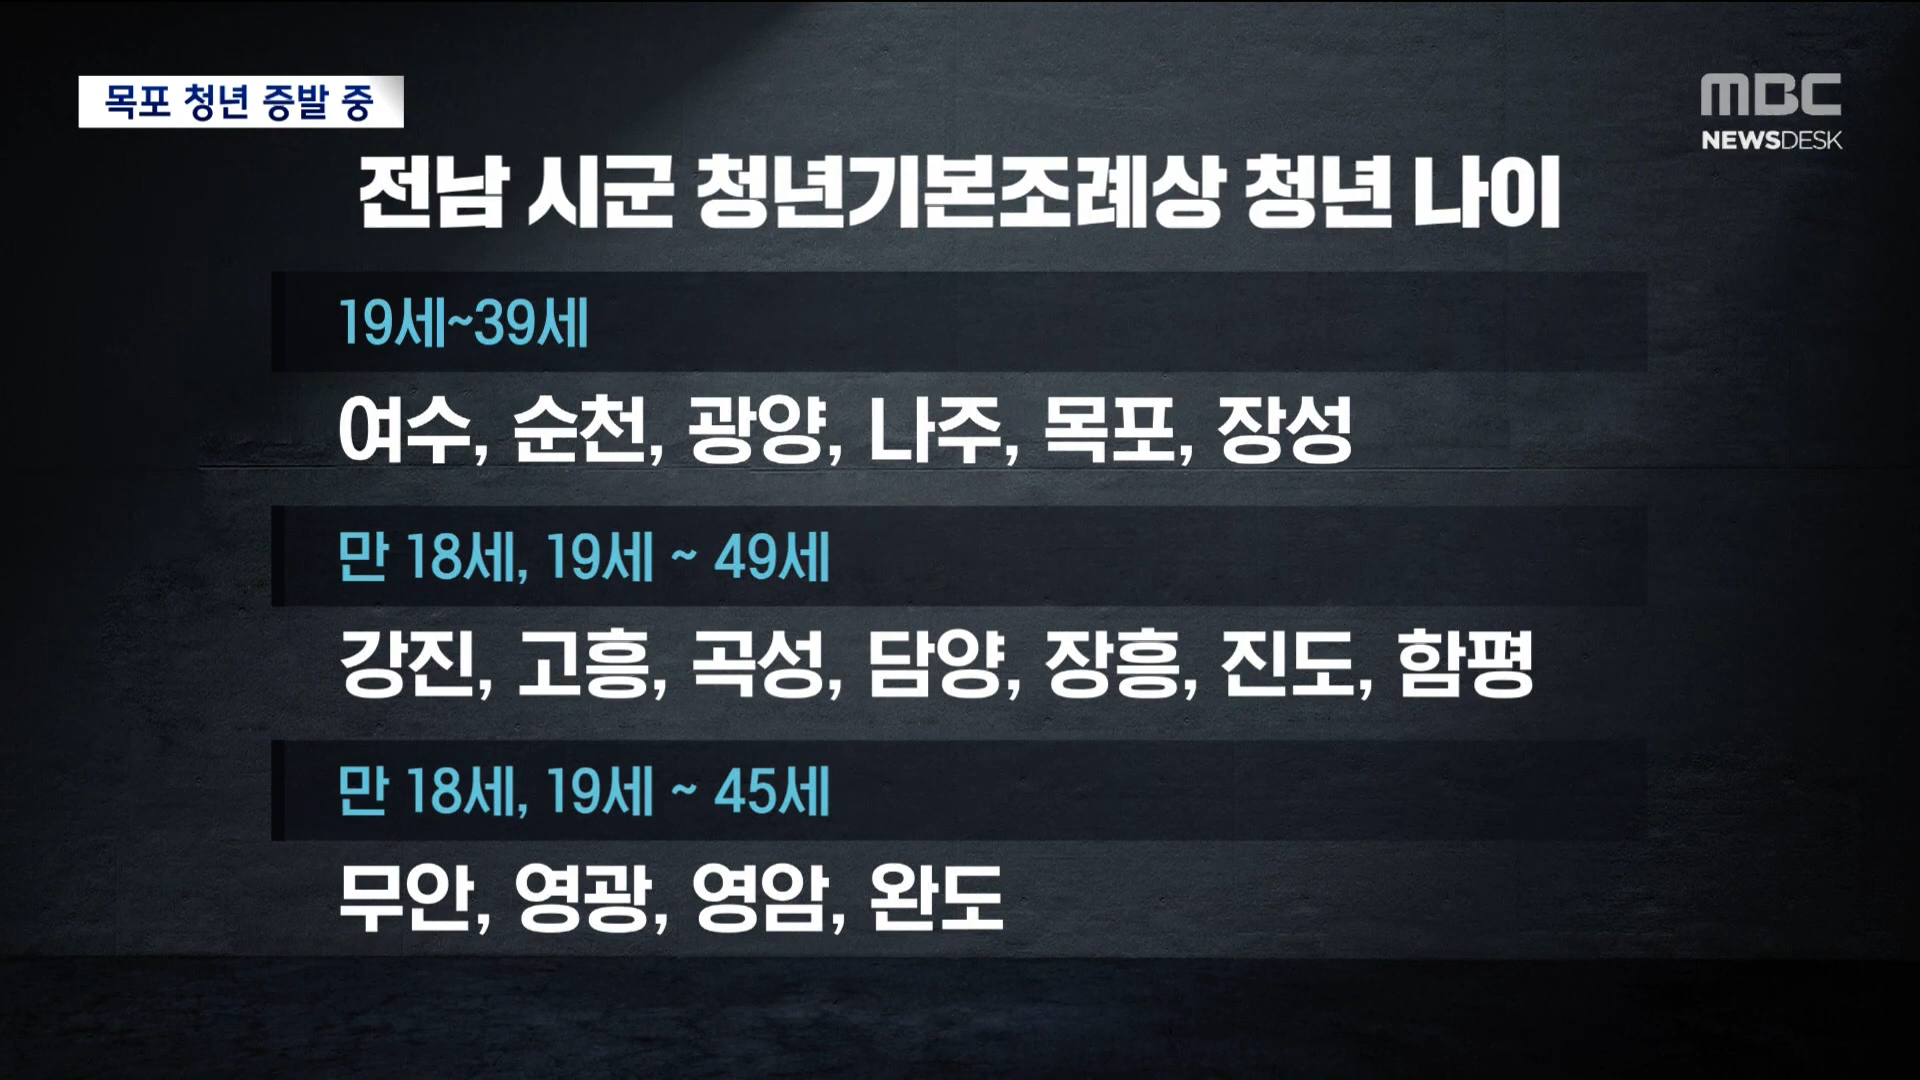 목포 청년 증발 중
MBC
NEWSDESK
전남 시군 청년기본조례상 청년 나이
19세~39세
여수, 순천, 광양, 나주, 목포, 장성
만 18세, 19세 ~ 49세
강진, 고흥, 곡성, 담양, 장흥, 진도, 함평
만 18세, 19세 ~ 45세
무안, 영광, 영암, 완도